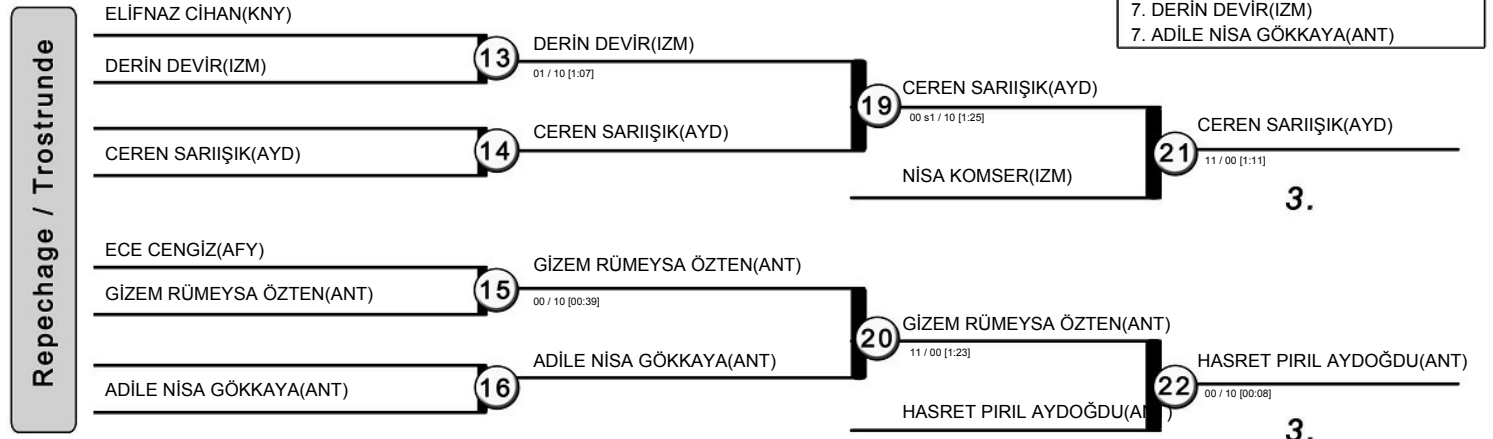 Repechage / Trostrunde
7. DERİN DEVİR(IZM)
7. ADİLE NİSA GÖKKAYA(ANT)
ELİFNAZ CİHAN(KNY)
DERİN DEVİR(IZM)
13
DERİN DEVİR(IZM)
01 / 10 [1:07]
CEREN SARIIŞIK(AYD)
14
CEREN SARIIŞIK(AYD)
19
CEREN SARIIŞIK(AYD)
00 s1 / 10 [1:25]
NİSA KOMSER(IZM)
21
CEREN SARIIŞIK(AYD)
11 / 00 [1:11]
3.
ECE CENGİZ(AFY)
GİZEM RÜMEYSA ÖZTEN(ANT)
15
GİZEM RÜMEYSA ÖZTEN(ANT)
00 / 10 [00:39]
ADİLE NİSA GÖKKAYA(ANT)
16
ADİLE NİSA GÖKKAYA(ANT)
20
GİZEM RÜMEYSA ÖZTEN(ANT)
11 / 00 [1:23]
HASRET PIRIL AYDOĞDU(ANT)
22
HASRET PIRIL AYDOĞDU(ANT)
00 / 10 [00:08]
3.